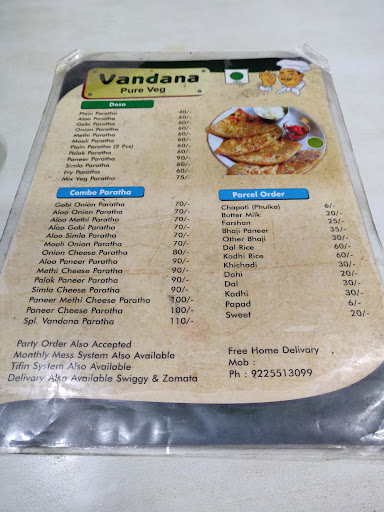 Vandana
Pure Veg
Dosa
Plain Paratha 40/-
Aloo Paratha 60/-
Gobi Paratha 60/-
Onion Paratha 60/-
Methi Paratha 60/-
Mooli Paratha 60/-
Plain Paratha (2 Pcs) 60/-
Palak Paratha 60/-
Paneer Paratha 90/-
Simla Paratha 60/-
Fry Paratha 60/-
Mix Veg Paratha 75/-
Combo Paratha
Gobi Onion Paratha 70/-
Aloo Onion Paratha 70/-
Aloo Methi Paratha 70/-
Aloo Gobi Paratha 70/-
Aloo Simla Paratha 70/-
Mooli Onion Paratha 70/-
Onion Cheese Paratha 80/-
Aloo Paneer Paratha 90/-
Methi Cheese Paratha 90/-
Palak Paneer Paratha 90/-
Simla Cheese Paratha 90/-
Paneer Methi Cheese Paratha 100/-
Paneer Cheese Paratha 100/-
Spl. Vandana Paratha 110/-
Parcel Order
Chapati (Phulka) 6/-
Butter Milk 20/-
Farshan 25/-
Bhaji Paneer 35/-
Other Bhaji 30/-
Dal Rice 60/-
Kadhi Rice 60/-
Khichadi 30/-
Dahi 20/-
Dal 30/-
Kadhi 30/-
Papad 6/-
Sweet 20/-
Party Order Also Accepted
Monthly Mess System Also Available
Tifin System Also Available
Delivery Also Available Swiggy & Zomata
Free Home Delivary
Mob :
Ph : 9225513099